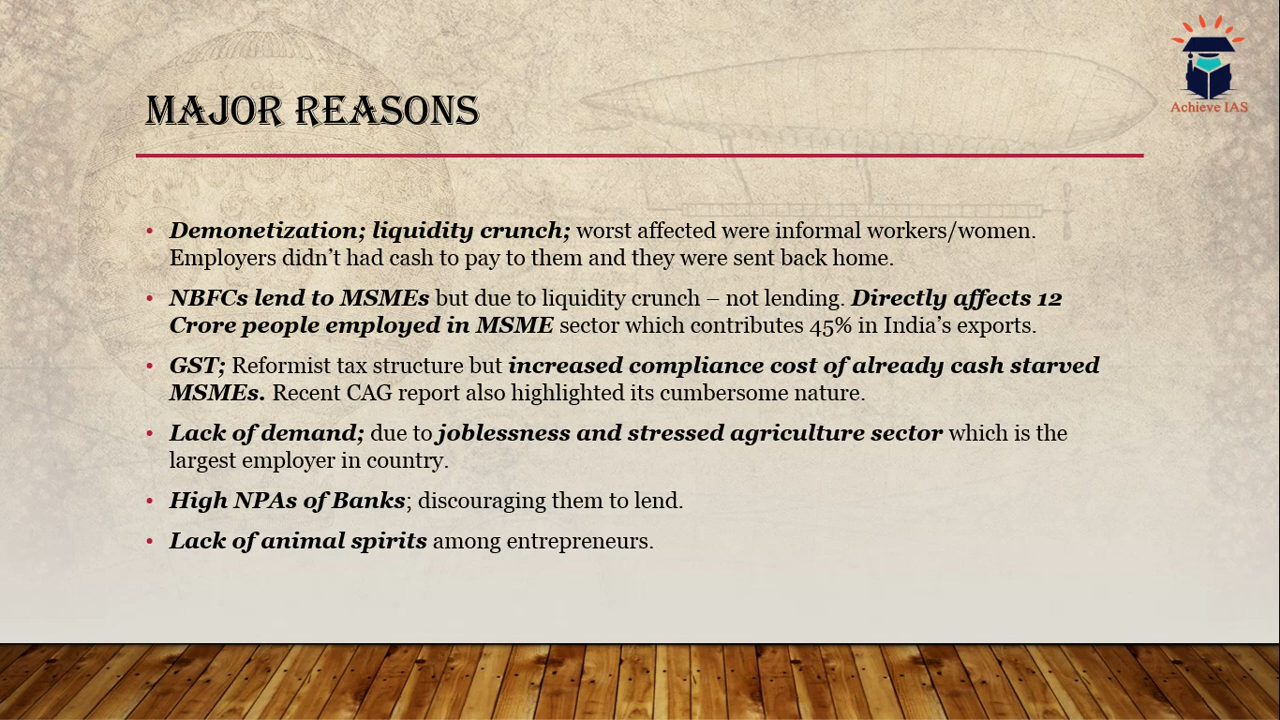 Achieve IAS
MAJOR REASONS
• Demonetization; liquidity crunch; worst affected were informal workers/women.
Employers didn't had cash to pay to them and they were sent back home.
• NBFCs lend to MSMEs but due to liquidity crunch – not lending. Directly affects 12
Crore people employed in MSME sector which contributes 45% in India's exports.
• GST; Reformist tax structure but increased compliance cost of already cash starved
MSMEs. Recent CAG report also highlighted its cumbersome nature.
• Lack of demand; due to joblessness and stressed agriculture sector which is the
largest employer in country.
• High NPAs of Banks; discouraging them to lend.
• Lack of animal spirits among entrepreneurs.